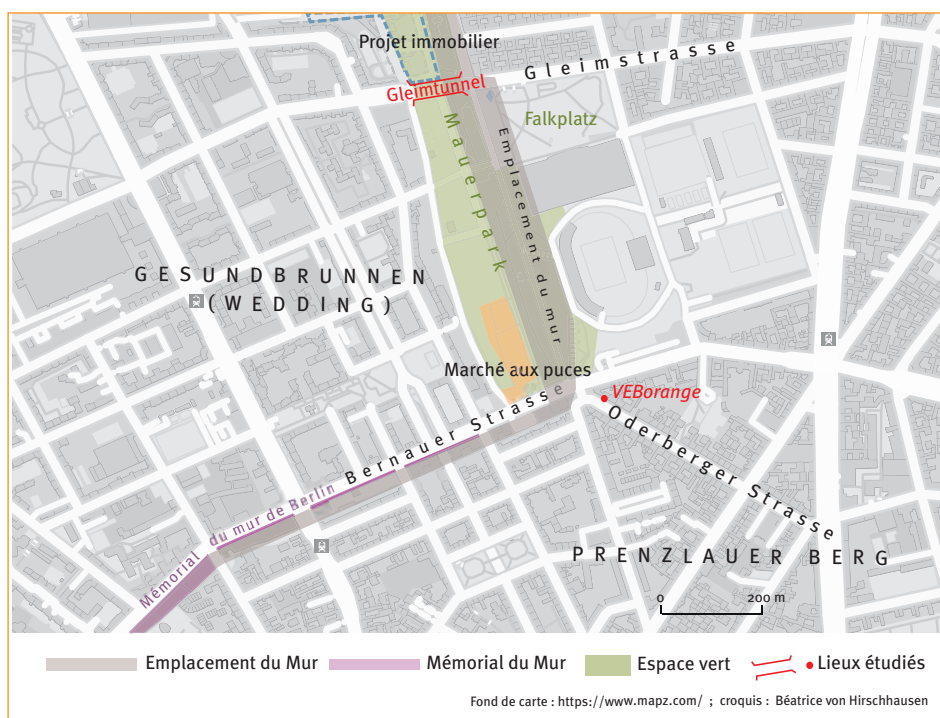 Projet immobilier
Gleimstrasse
Gleimtunnel
Falkplatz
Mauerpark
Emplacement du mur
GESUNDBRUNNEN
(WEDDING)
Marché aux puces
VEBorange
Bernauer Strasse
Oderberger Strasse
Mémorial du mur de Berlin
PRENZLAUER BERG
0 200 m
Emplacement du Mur Mémorial du Mur Espace vert Lieux étudiés
Fond de carte : https://www.mapz.com/ ; croquis : Béatrice von Hirschhausen